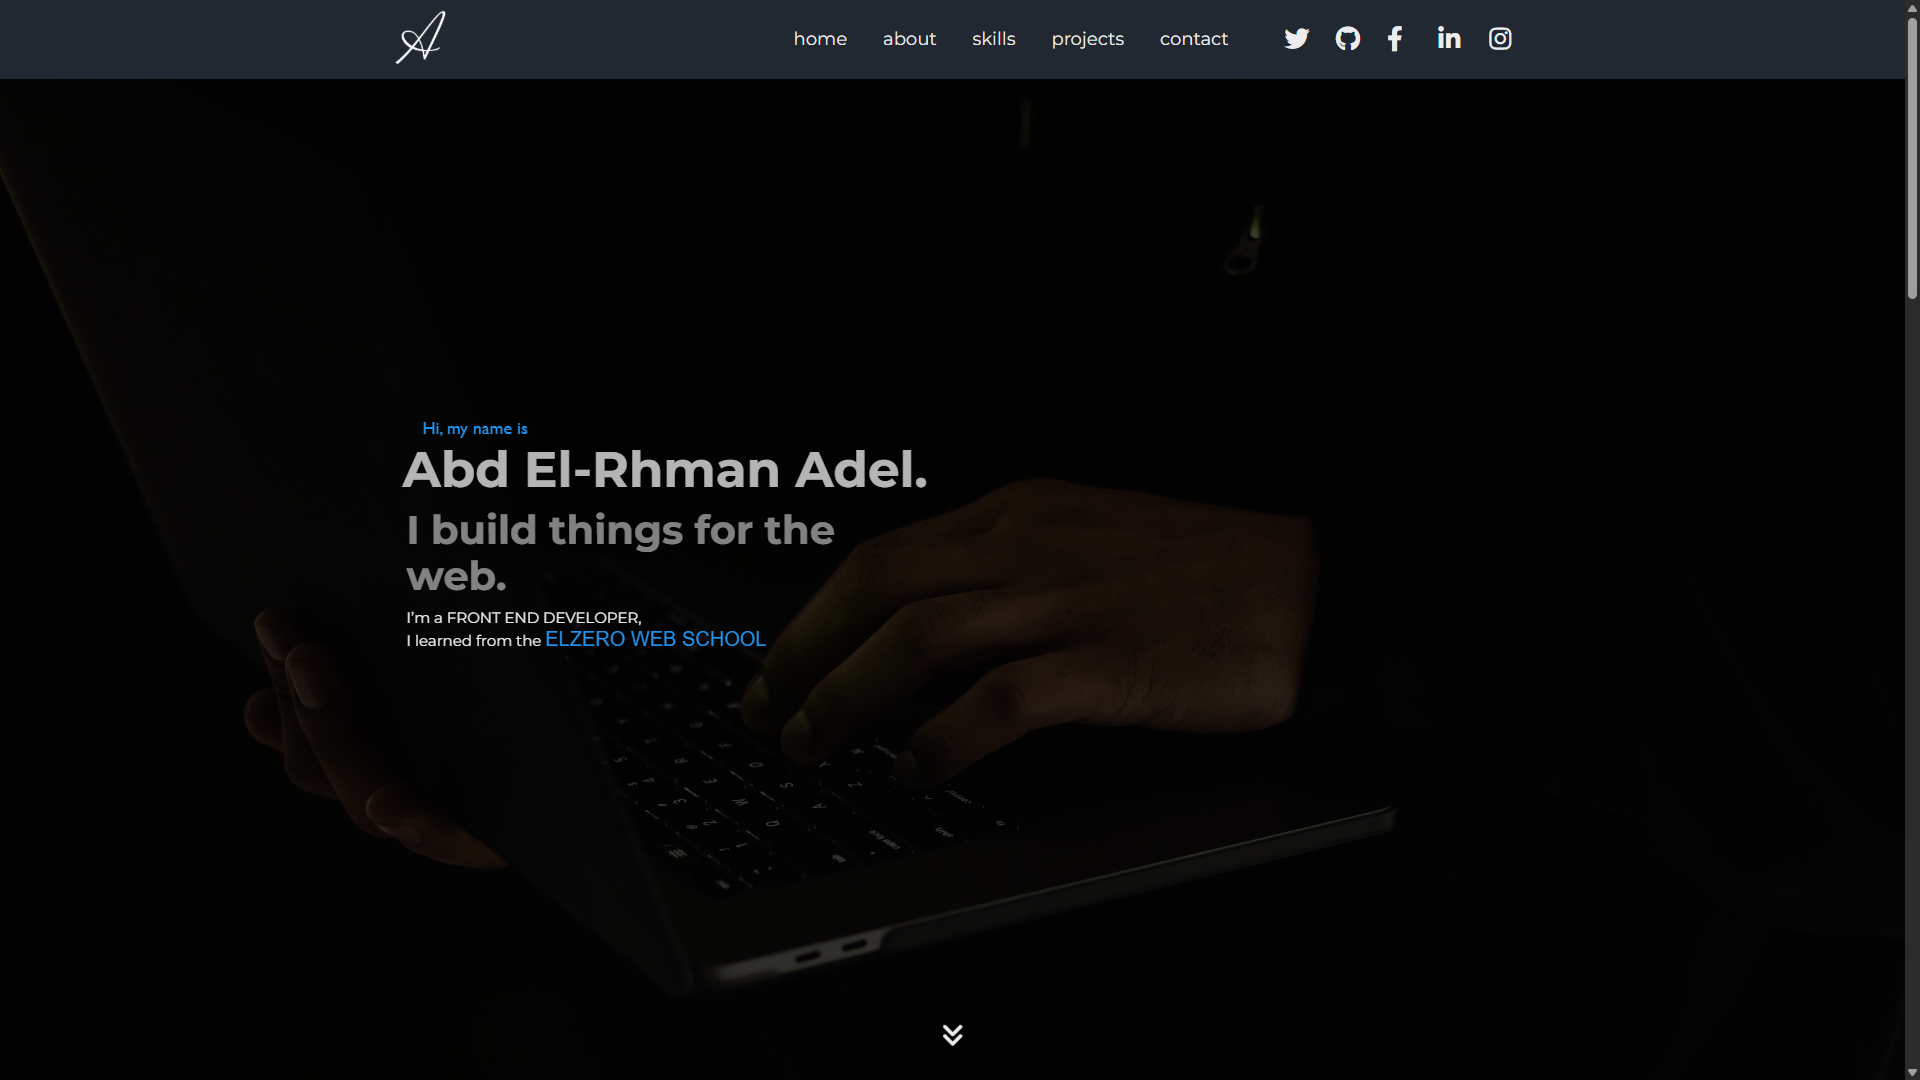 home about skills projects contact
Hi, my name is
Abd El-Rhman Adel.
I build things for the
web.
I'm a FRONT END DEVELOPER,
I learned from the ELZERO WEB SCHOOL